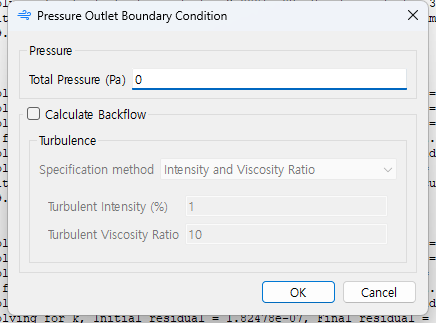 Pressure Outlet Boundary Condition
Pressure
Total Pressure (Pa) 0
Calculate Backflow
Turbulence
Specification method Intensity and Viscosity Ratio
Turbulent Intensity (%) 1
Turbulent Viscosity Ratio 10
OK Cancel
lving for k, Initial residual = 1.82478e-07, Final residual =